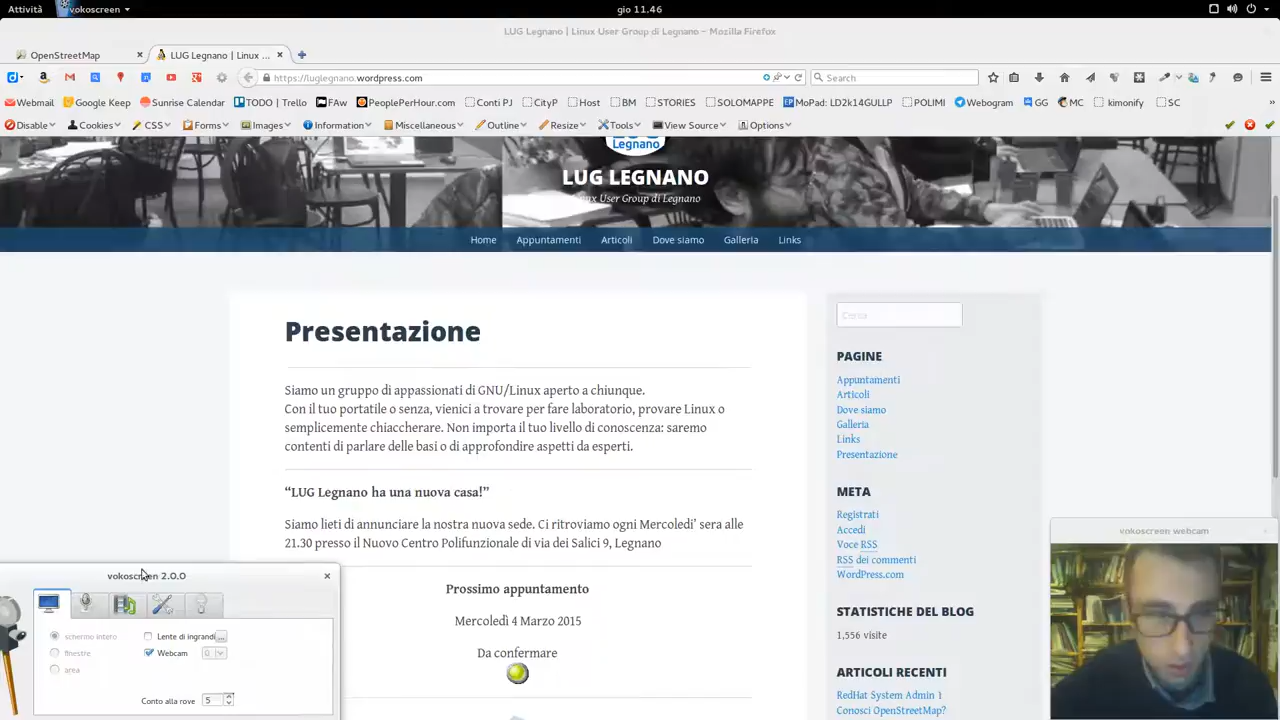 Attività vokoscreen gio 11.46
LUG Legnano | Linux User Group di Legnano - Mozilla Firefox
OpenStreetMap × LUG Legnano | Linux ... ×
https://luglegnano.wordpress.com Search
Webmail Google Keep Sunrise Calendar TODO | Trello FAw PeoplePerHour.com Conti PJ CityP Host BM STORIES SOLOMAPPE MoPad: LD2k14GULLP POLIMI Webogram GG MC kimonify SC »
Disable Cookies CSS Forms Images Information Miscellaneous Outline Resize Tools View Source Options
Legnano
LUG LEGNANO
User Group di Legnano
Home Appuntamenti Articoli Dove siamo Galleria Links
Presentazione
Siamo un gruppo di appassionati di GNU/Linux aperto a chiunque.
Con il tuo portatile o senza, vienici a trovare per fare laboratorio, provare Linux o
semplicemente chiaccherare. Non importa il tuo livello di conoscenza: saremo
contenti di parlare delle basi o di approfondire aspetti da esperti.
“LUG Legnano ha una nuova casa!”
Siamo lieti di annunciare la nostra nuova sede. Ci ritroviamo ogni Mercoledi’ sera alle
21.30 presso il Nuovo Centro Polifunzionale di via dei Salici 9, Legnano
Prossimo appuntamento
Mercoledì 4 Marzo 2015
Da confermare
Cerca
PAGINE
Appuntamenti
Articoli
Dove siamo
Galleria
Links
Presentazione
META
Registrati
Accedi
Voce RSS
RSS dei commenti
WordPress.com
STATISTICHE DEL BLOG
1,556 visite
ARTICOLI RECENTI
RedHat System Admin 1
Conosci OpenStreetMap?
vokoscreen 2.0.0 ×
schermo intero Lente di ingrandi ...
finestre Webcam 0
area
Conto alla rove 5
vokoscreen webcam